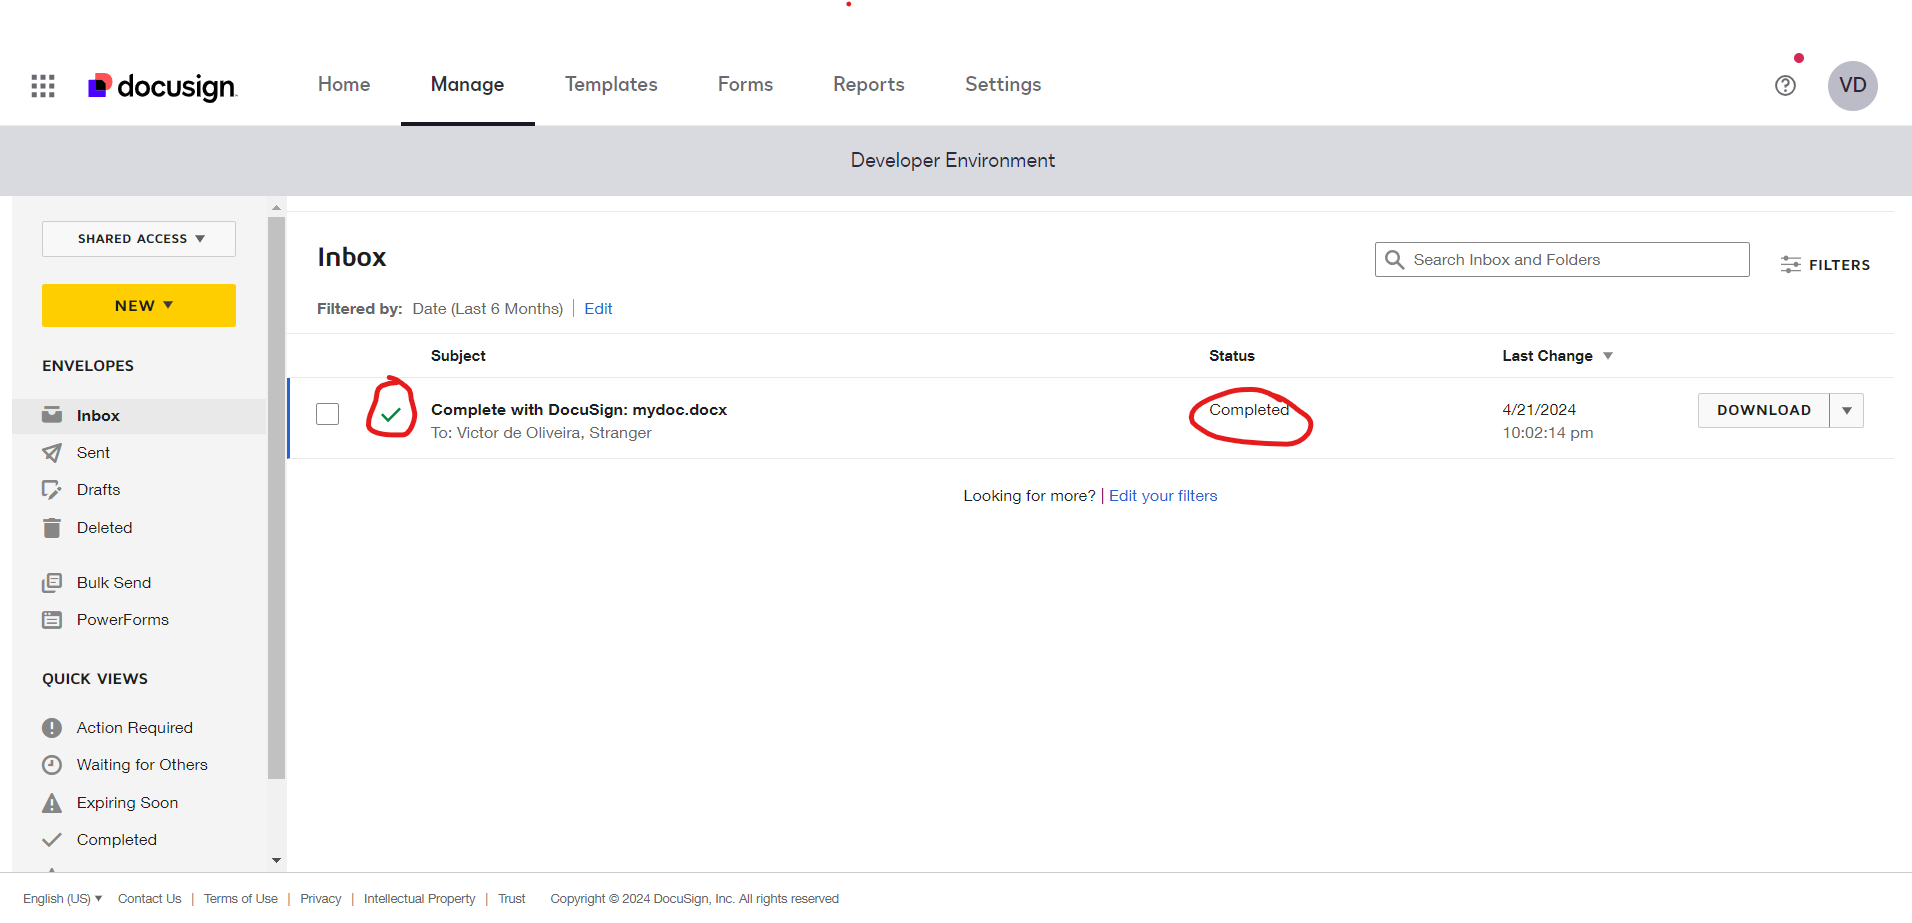 docusign
Home
Manage
Templates
Forms
Reports
Settings
VD
Developer Environment
SHARED ACCESS
NEW
ENVELOPES
Inbox
Sent
Drafts
Deleted
Bulk Send
PowerForms
QUICK VIEWS
Action Required
Waiting for Others
Expiring Soon
Completed
Inbox
Search Inbox and Folders
FILTERS
Filtered by: Date (Last 6 Months) | Edit
Subject
Status
Last Change
Complete with DocuSign: mydoc.docx
To: Victor de Oliveira, Stranger
Completed
4/21/2024
10:02:14 pm
DOWNLOAD
Looking for more? | Edit your filters
English (US)
Contact Us | Terms of Use | Privacy | Intellectual Property | Trust
Copyright © 2024 DocuSign, Inc. All rights reserved